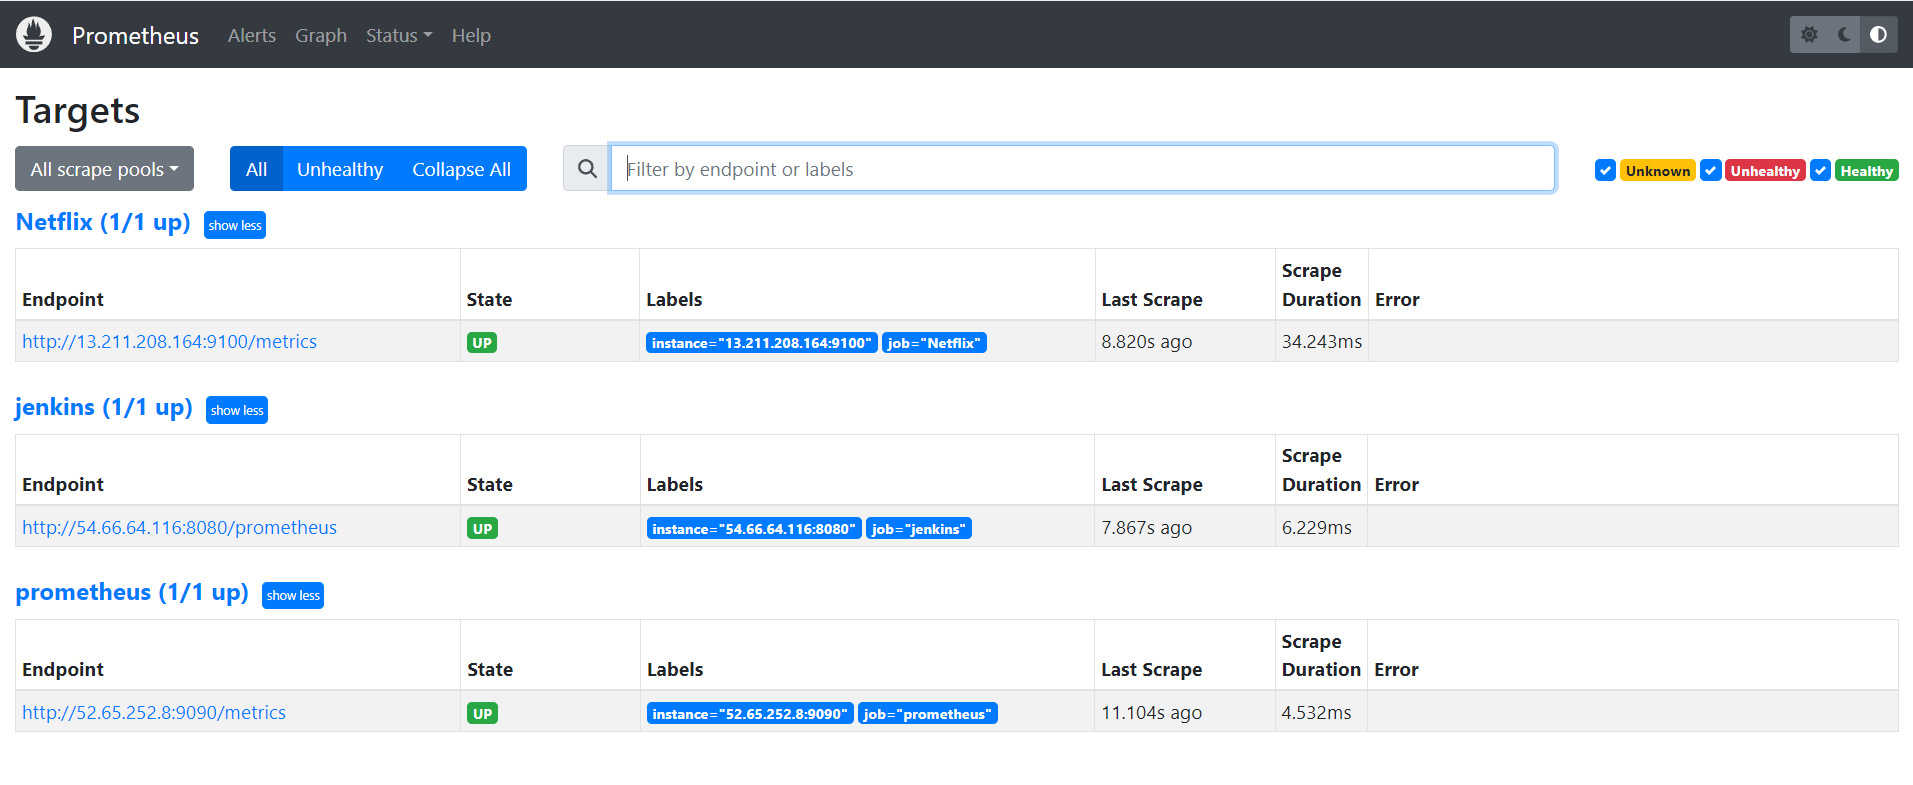 Prometheus Alerts Graph Status Help
Targets
All scrape pools All Unhealthy Collapse All Filter by endpoint or labels Unknown Unhealthy Healthy
Netflix (1/1 up) show less
Endpoint State Labels Last Scrape Scrape Duration Error
http://13.211.208.164:9100/metrics UP instance="13.211.208.164:9100" job="Netflix" 8.820s ago 34.243ms
jenkins (1/1 up) show less
Endpoint State Labels Last Scrape Scrape Duration Error
http://54.66.64.116:8080/prometheus UP instance="54.66.64.116:8080" job="jenkins" 7.867s ago 6.229ms
prometheus (1/1 up) show less
Endpoint State Labels Last Scrape Scrape Duration Error
http://52.65.252.8:9090/metrics UP instance="52.65.252.8:9090" job="prometheus" 11.104s ago 4.532ms